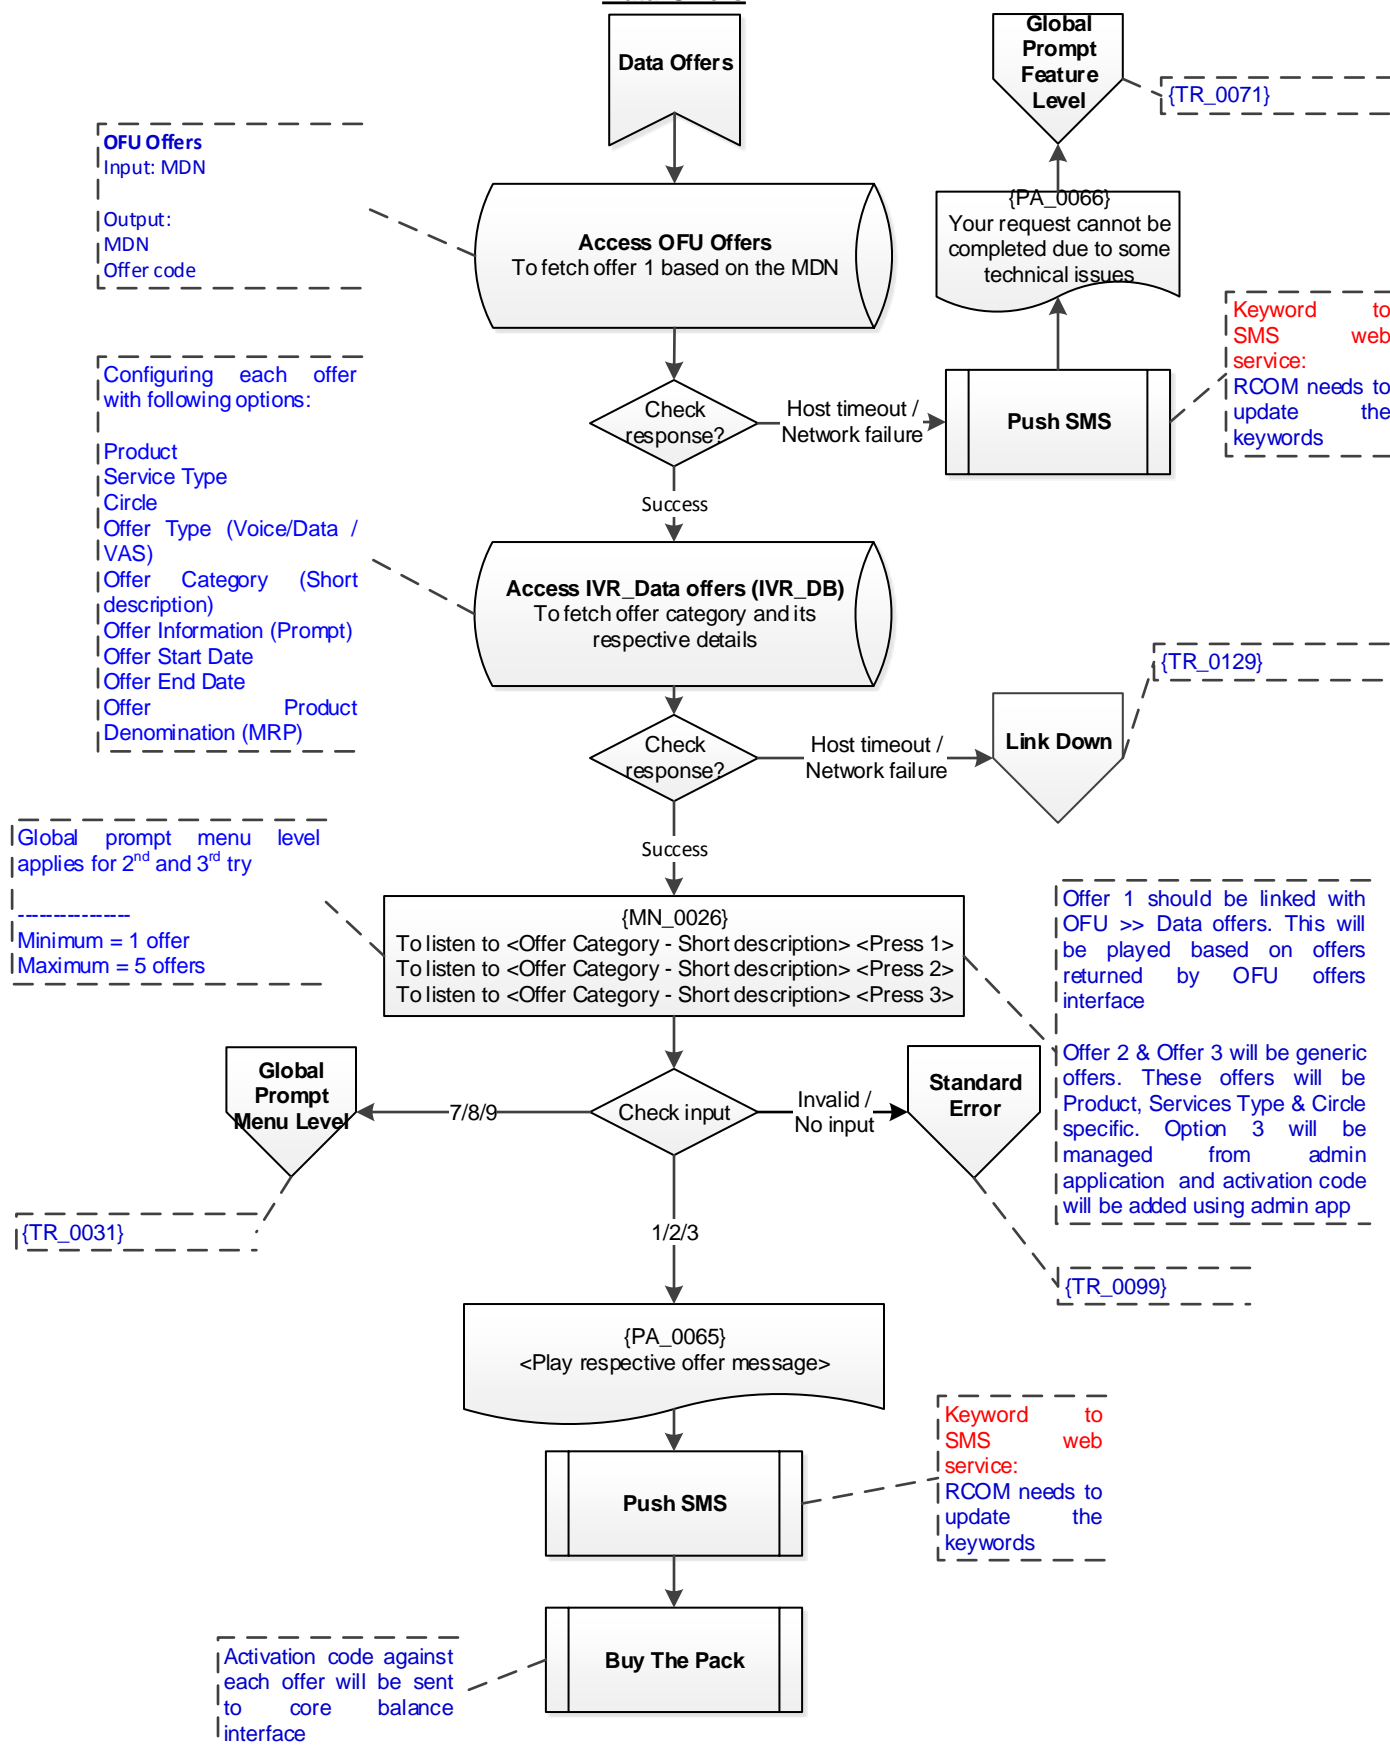 Data Offers
Global
Prompt
Feature
Level
{TR_0071}
OFU Offers
Input: MDN
Output:
MDN
Offer code
Access OFU Offers
To fetch offer 1 based on the MDN
{PA_0066}
Your request cannot be
completed due to some
technical issues
Keyword to
SMS web
service:
RCOM needs to
update the
keywords
Configuring each offer
with following options:
Product
Service Type
Circle
Offer Type (Voice/Data /
VAS)
Offer Category (Short
description)
Offer Information (Prompt)
Offer Start Date
Offer End Date
Offer Product
Denomination (MRP)
Check
response?
Host timeout /
Network failure
Push SMS
Success
Access IVR_Data offers (IVR_DB)
To fetch offer category and its
respective details
{TR_0129}
Check
response?
Host timeout /
Network failure
Link Down
Success
Global prompt menu level
applies for 2nd and 3rd try
----------------
Minimum = 1 offer
Maximum = 5 offers
{MN_0026}
To listen to <Offer Category - Short description> <Press 1>
To listen to <Offer Category - Short description> <Press 2>
To listen to <Offer Category - Short description> <Press 3>
Offer 1 should be linked with
OFU >> Data offers. This will
be played based on offers
returned by OFU offers
interface
Offer 2 & Offer 3 will be generic
offers. These offers will be
Product, Services Type & Circle
specific. Option 3 will be
managed from admin
application and activation code
will be added using admin app
Global
Prompt
Menu Level
7/8/9
Check input
Invalid /
No input
Standard
Error
{TR_0031}
1/2/3
{TR_0099}
{PA_0065}
<Play respective offer message>
Keyword to
SMS web
service:
RCOM needs to
update the
keywords
Push SMS
Buy The Pack
Activation code against
each offer will be sent
to core balance
interface